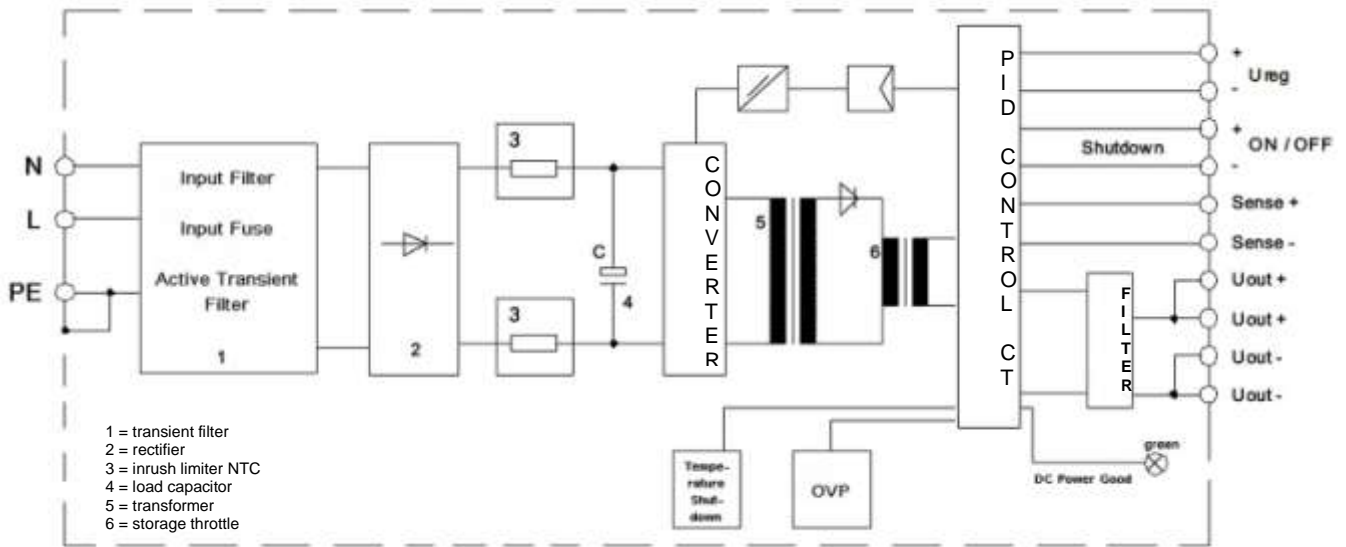 N
L
PE
Input Filter
Input Fuse
Active Transient
Filter
1
2
3
3
C
4
CONVERTER
5
6
PID CONTROL CT
Temperature
Shut-
down
OVP
FILTER
+
Ureg
-
+
Shutdown
ON / OFF
-
Sense +
Sense -
Uout +
Uout +
Uout -
Uout -
green
DC Power Good
1 = transient filter
2 = rectifier
3 = inrush limiter NTC
4 = load capacitor
5 = transformer
6 = storage throttle